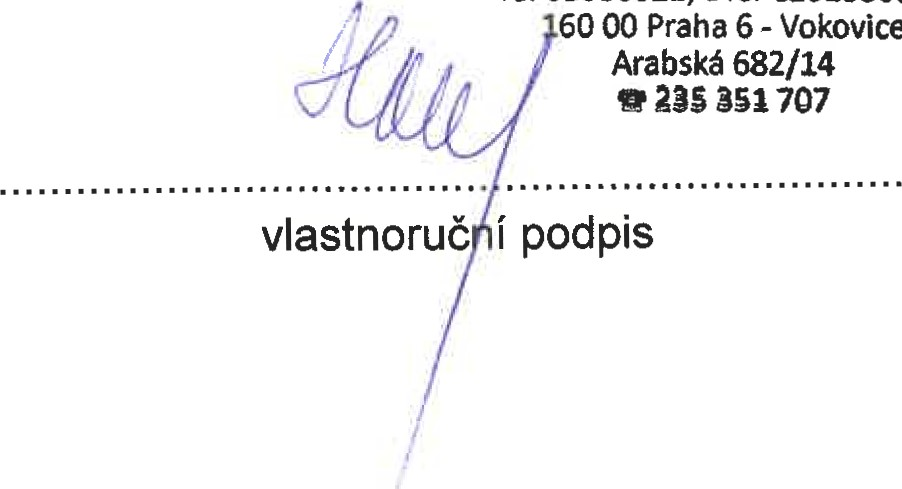 160 00 Praha 6 - Vokovice
Arabská 682/14
☎ 235 351 707
vlastnoruční podpis